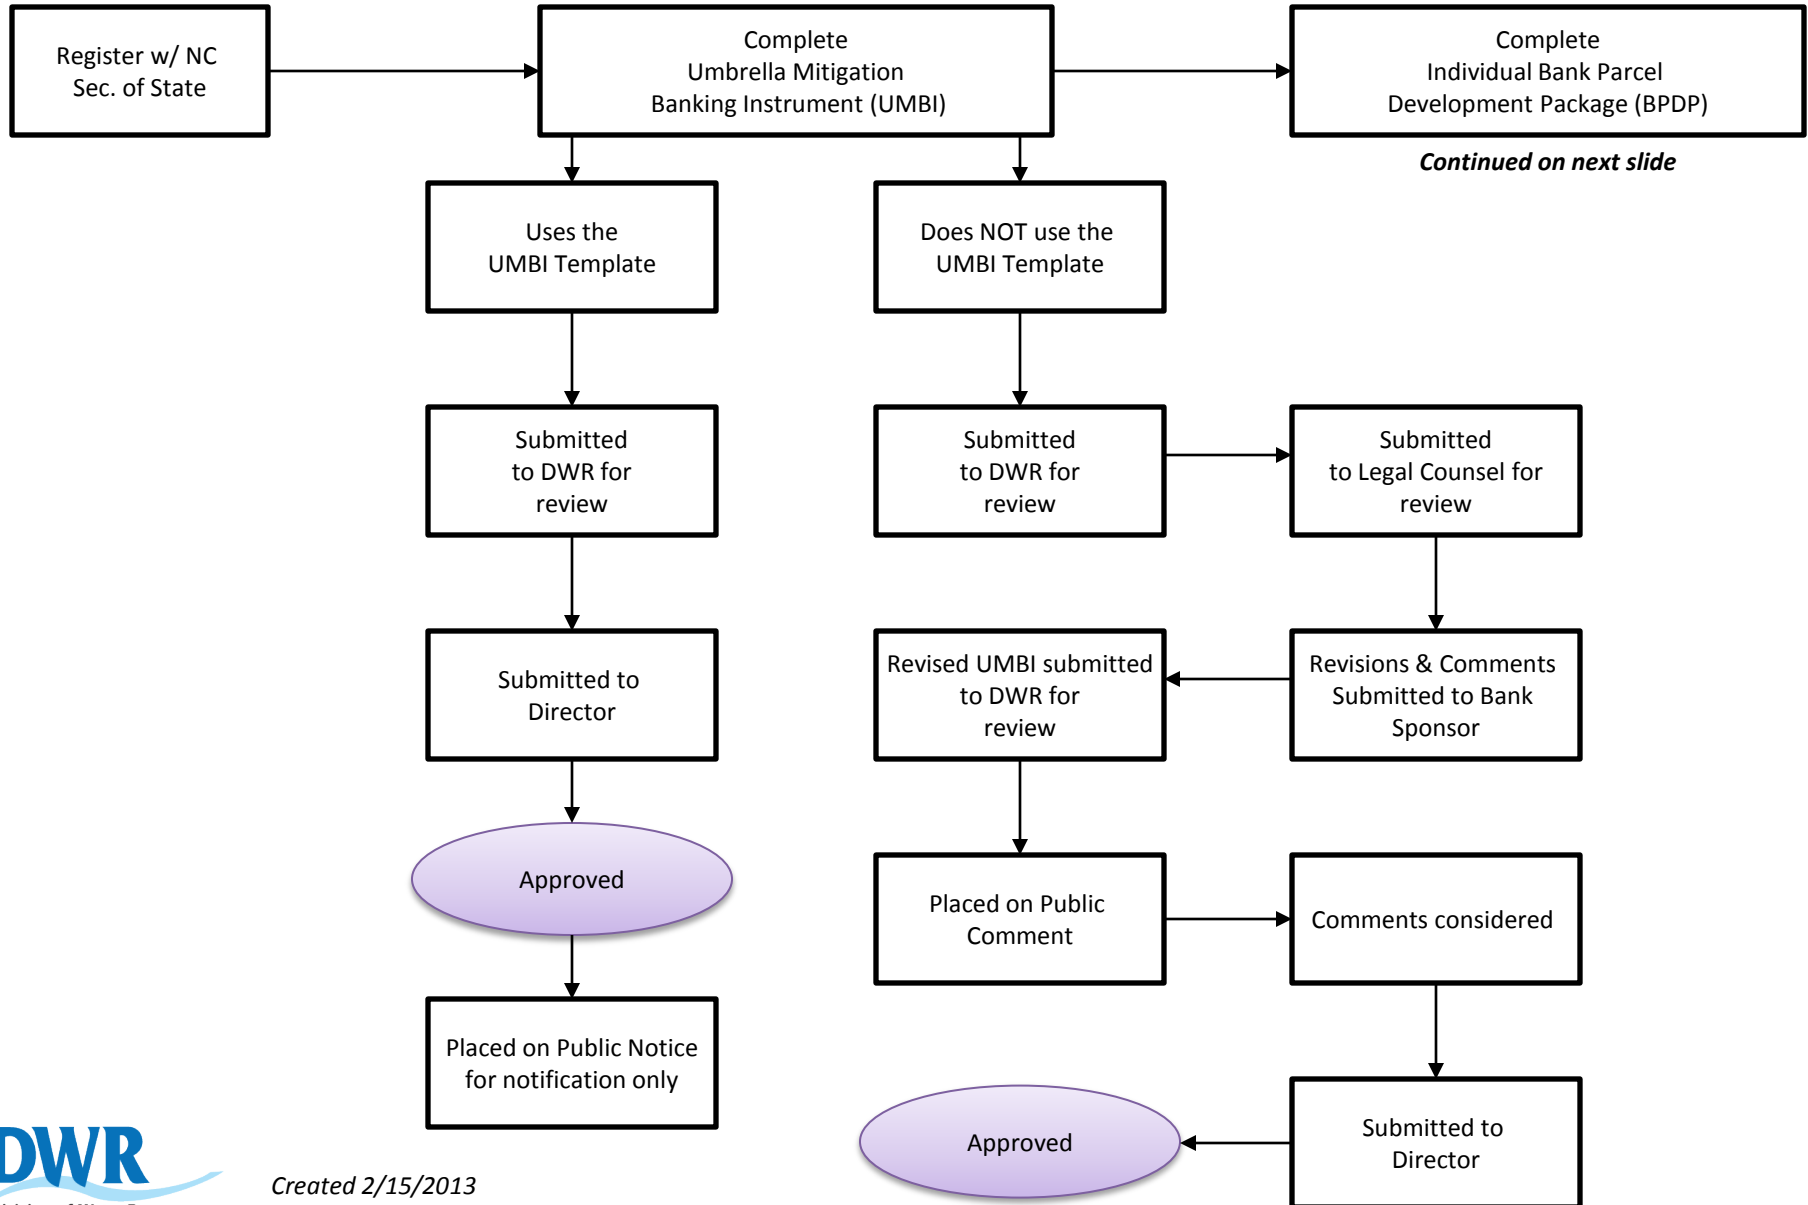 Register w/ NC
Sec. of State
Complete
Umbrella Mitigation
Banking Instrument (UMBI)
Complete
Individual Bank Parcel
Development Package (BPDP)
Continued on next slide
Uses the
UMBI Template
Does NOT use the
UMBI Template
Submitted
to DWR for
review
Submitted
to DWR for
review
Submitted
to Legal Counsel for
review
Submitted to
Director
Revised UMBI submitted
to DWR for
review
Revisions & Comments
Submitted to Bank
Sponsor
Approved
Placed on Public
Comment
Comments considered
Placed on Public Notice
for notification only
Approved
Submitted to
Director
DWR
Created 2/15/2013